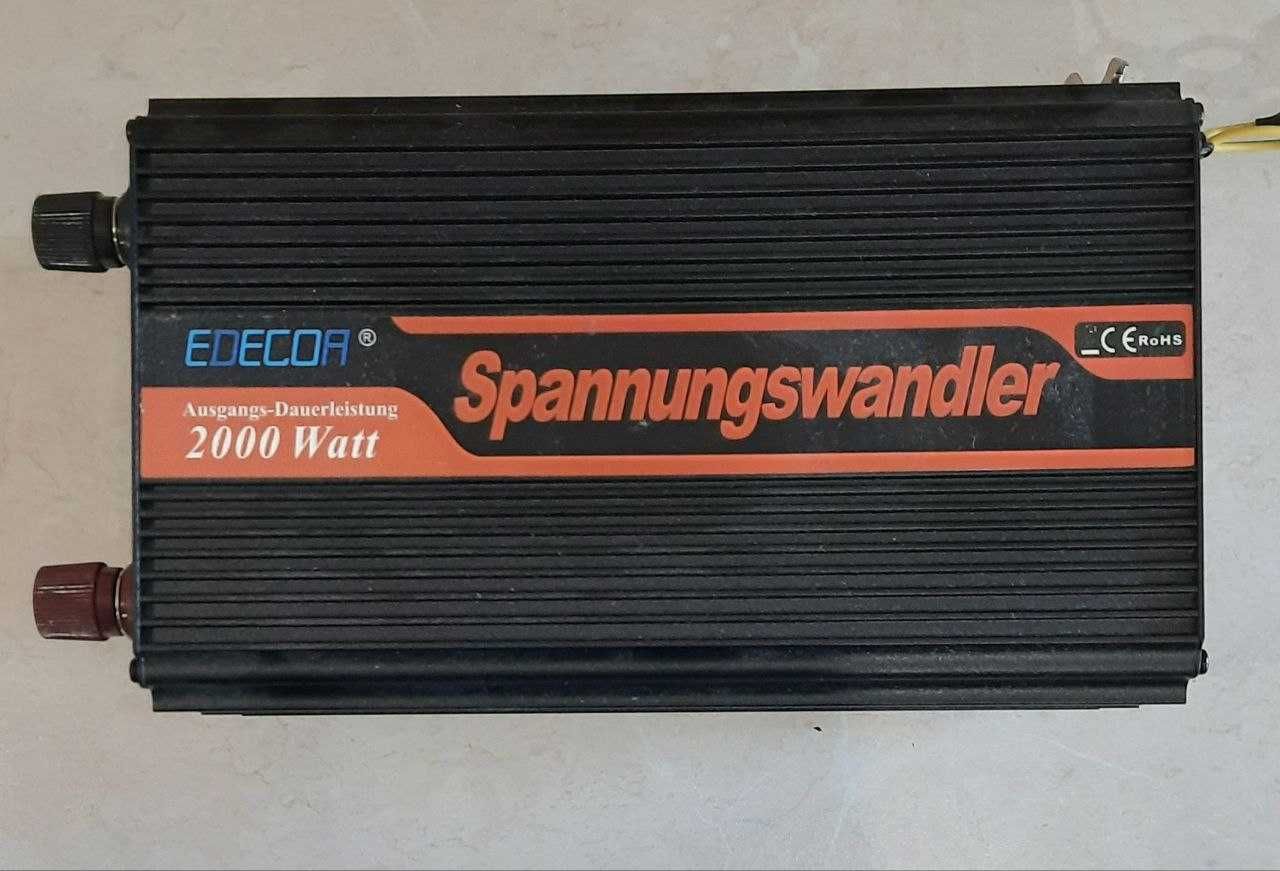 EDECOA®
Spannungswandler
CE RoHS
Ausgangs-Dauerleistung
2000 Watt